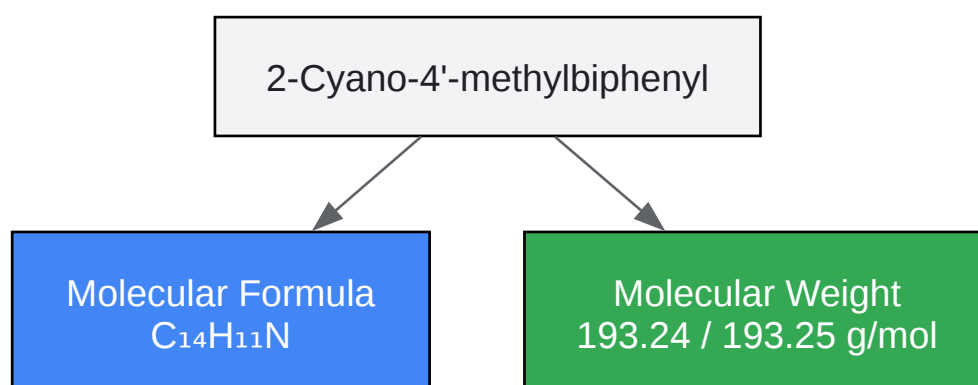 2-Cyano-4'-methylbiphenyl
Molecular Formula
C₁₄H₁₁N
Molecular Weight
193.24 / 193.25 g/mol